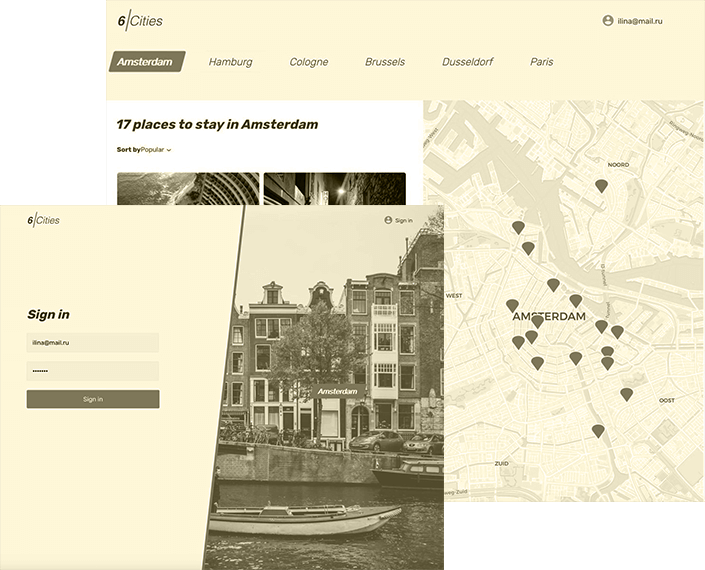 6 Cities
ilina@mail.ru
Amsterdam Hamburg Cologne Brussels Dusseldorf Paris
17 places to stay in Amsterdam
Sort by Popular
NOORD
WEST
AMSTERDAM
OOST
ZUID
6 Cities
Sign in
Sign in
ilina@mail.ru
•••••••
Sign in
Amsterdam